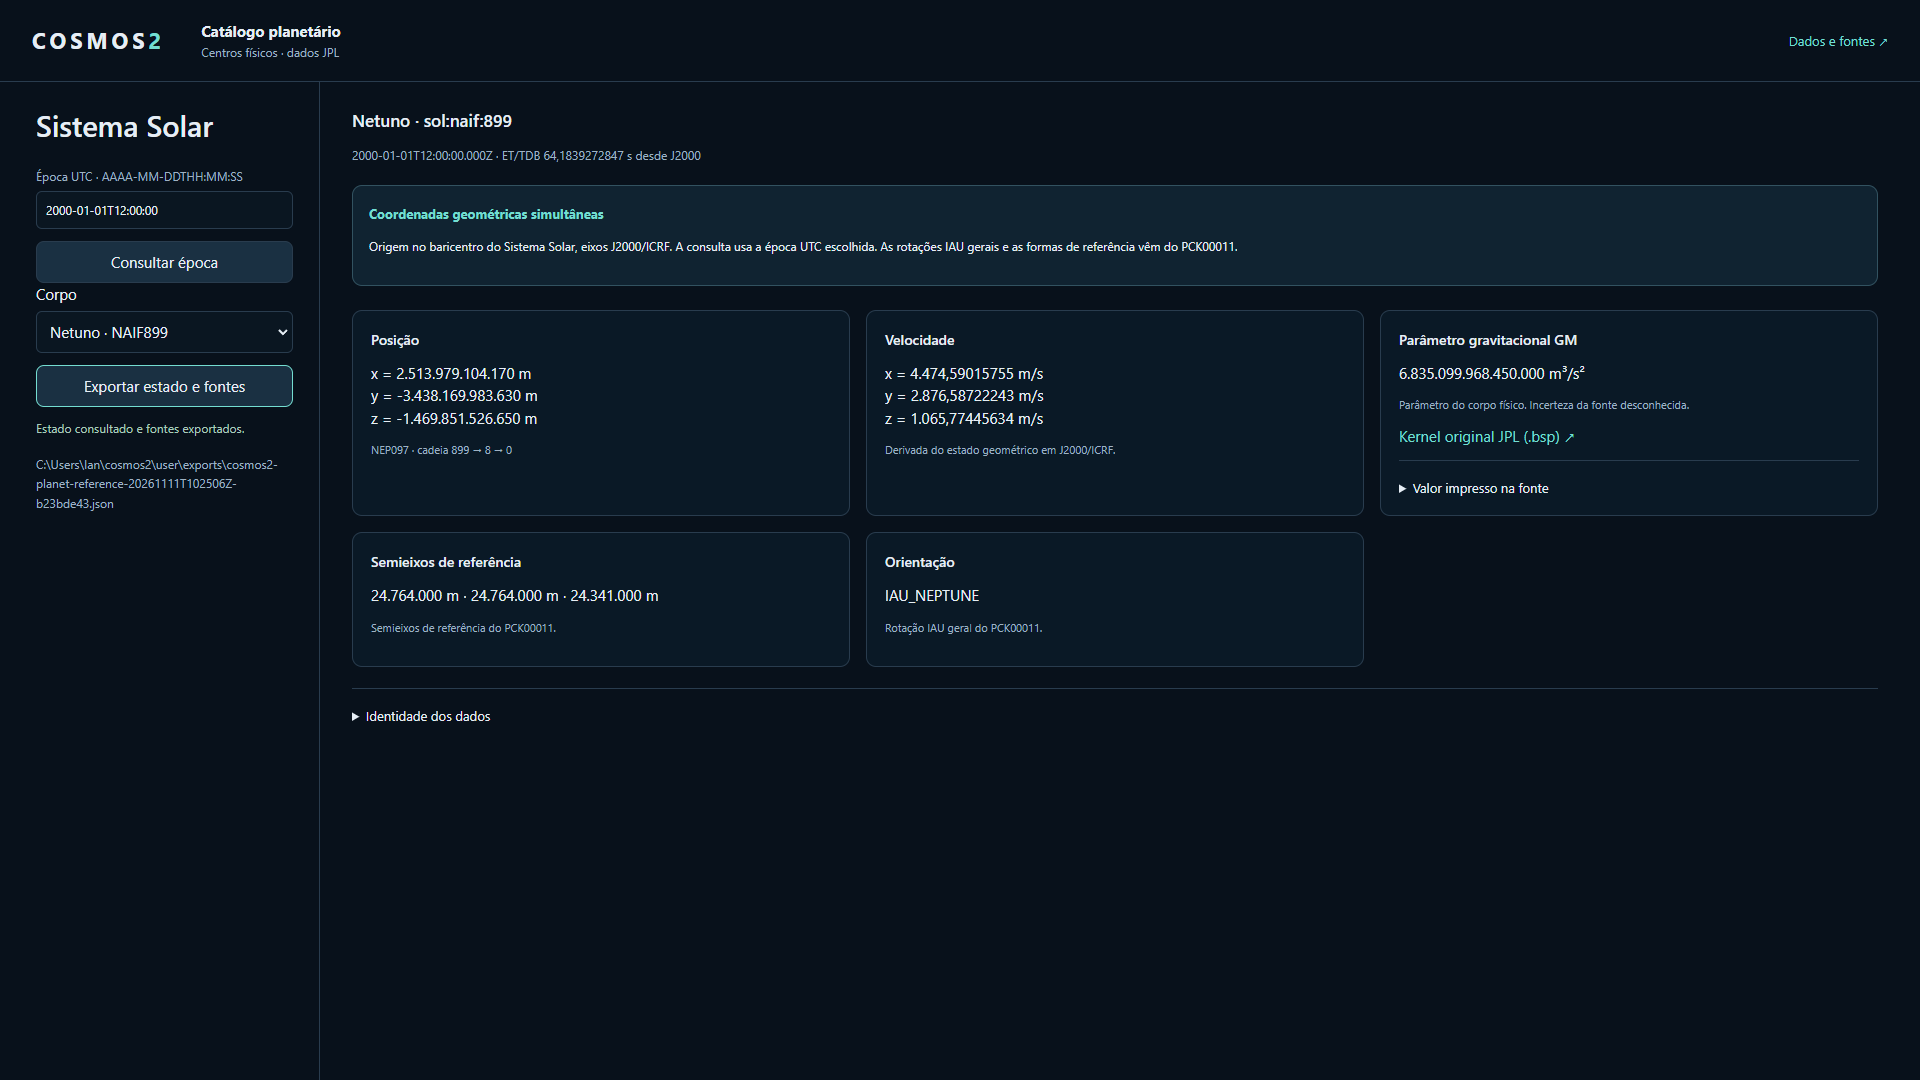 COSMOS2
Catálogo planetário
Centros físicos · dados JPL
Dados e fontes ↗
Sistema Solar
Época UTC · AAAA-MM-DDTHH:MM:SS
2000-01-01T12:00:00
Consultar época
Corpo
Netuno · NAIF899
Exportar estado e fontes
Estado consultado e fontes exportados.
C:\Users\Ian\cosmos2\user\exports\cosmos2-
planet-reference-20261111T102506Z-
b23bde43.json
Netuno · sol:naif:899
2000-01-01T12:00:00.000Z · ET/TDB 64,1839272847 s desde J2000
Coordenadas geométricas simultâneas
Origem no baricentro do Sistema Solar, eixos J2000/ICRF. A consulta usa a época UTC escolhida. As rotações IAU gerais e as formas de referência vêm do PCK00011.
Posição
x = 2.513.979.104.170 m
y = -3.438.169.983.630 m
z = -1.469.851.526.650 m
NEP097 · cadeia 899 → 8 → 0
Velocidade
x = 4.474,59015755 m/s
y = 2.876,58722243 m/s
z = 1.065,77445634 m/s
Derivada do estado geométrico em J2000/ICRF.
Parâmetro gravitacional GM
6.835.099.968.450.000 m³/s²
Parâmetro do corpo físico. Incerteza da fonte desconhecida.
Kernel original JPL (.bsp) ↗
▶ Valor impresso na fonte
Semieixos de referência
24.764.000 m · 24.764.000 m · 24.341.000 m
Semieixos de referência do PCK00011.
Orientação
IAU_NEPTUNE
Rotação IAU geral do PCK00011.
▶ Identidade dos dados